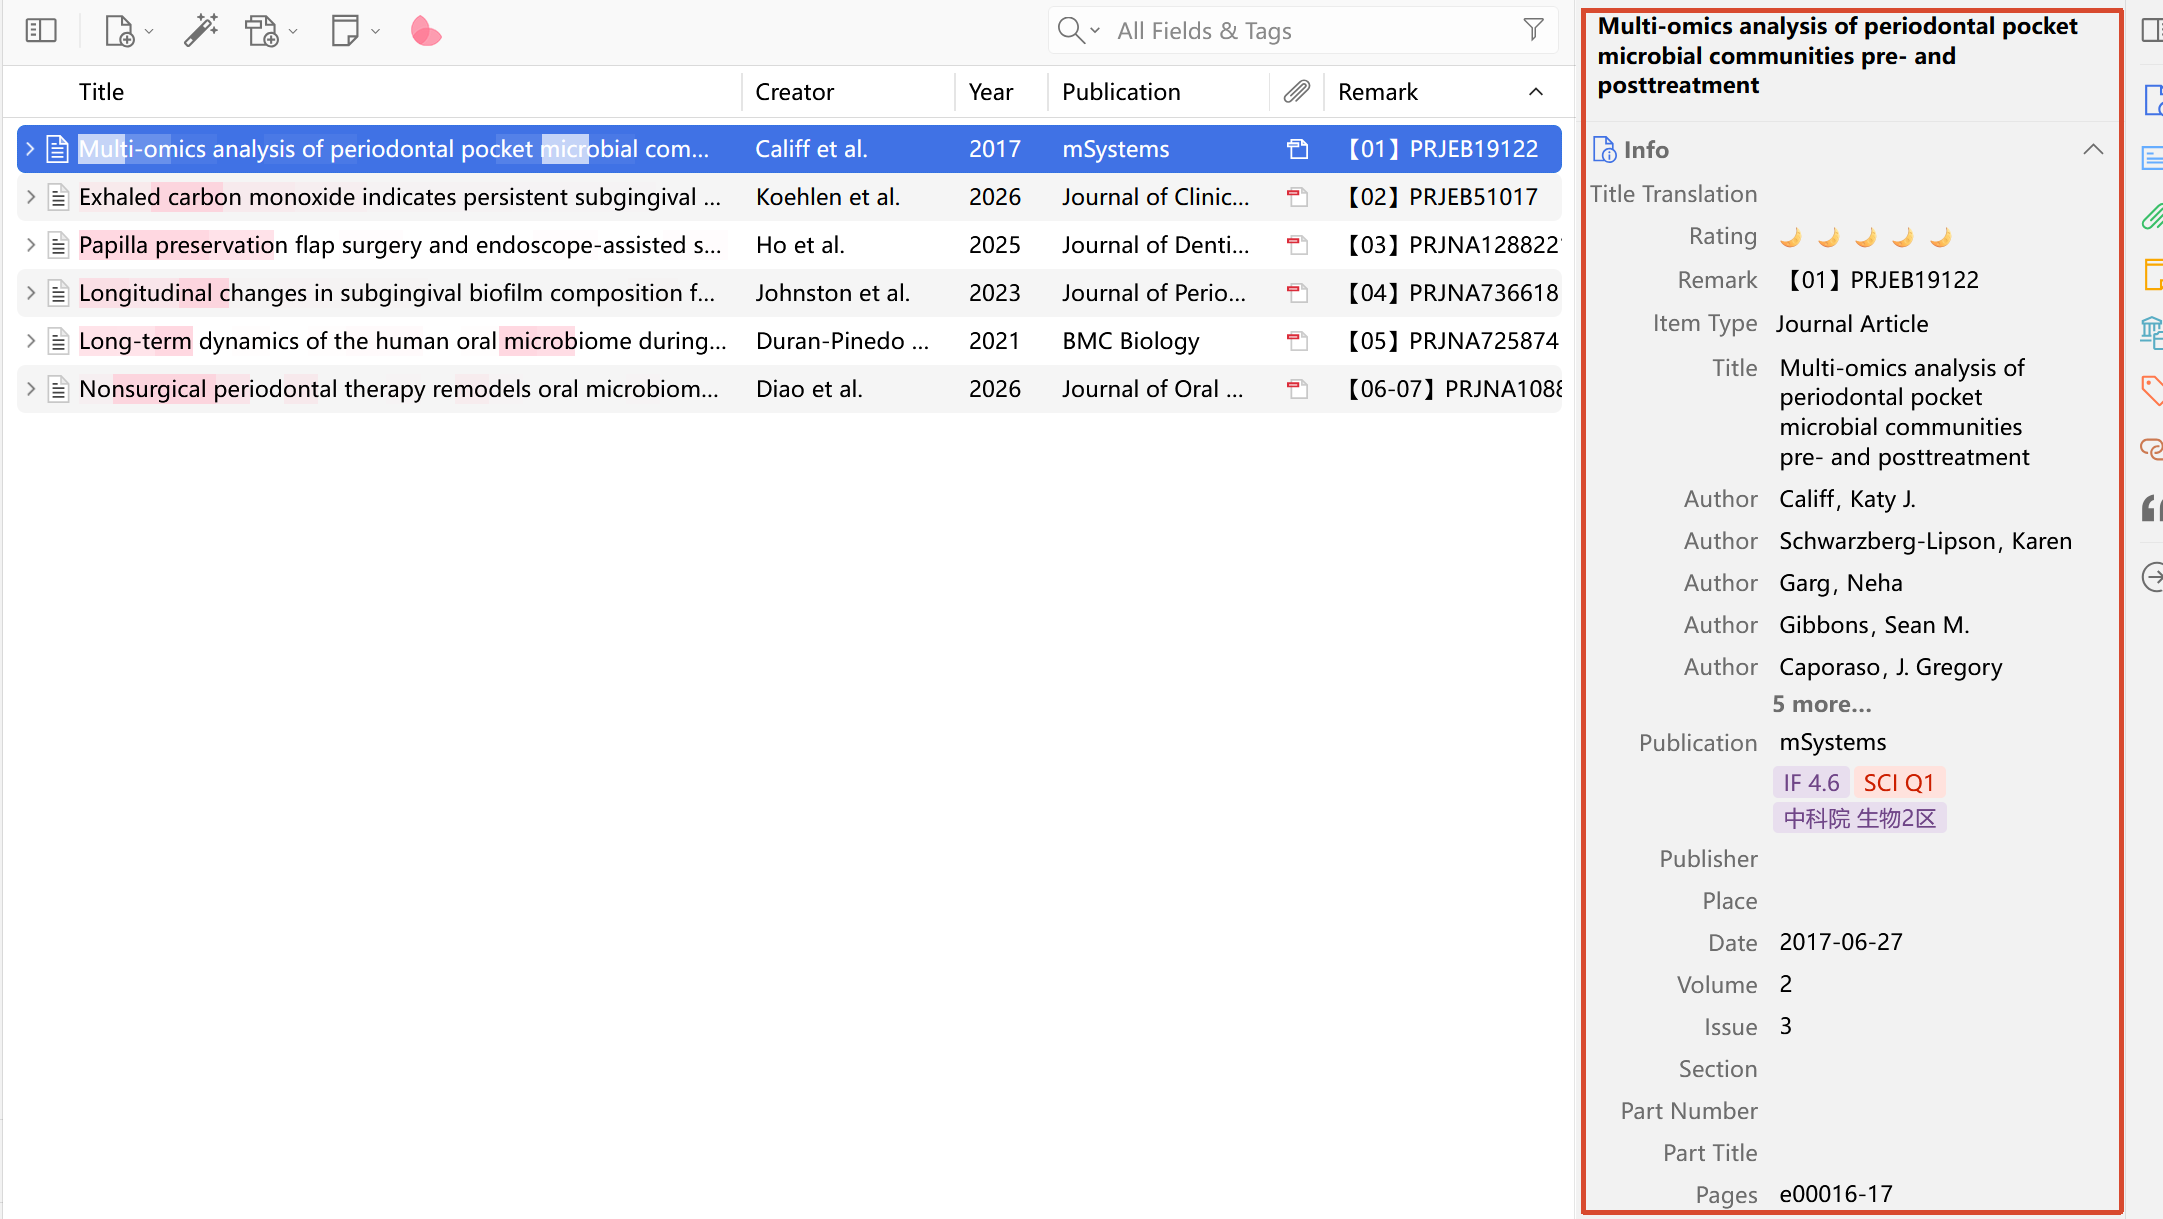 All Fields & Tags
Title Creator Year Publication Remark
Multi-omics analysis of periodontal pocket microbial com... Califf et al. 2017 mSystems 【01】PRJEB19122
Exhaled carbon monoxide indicates persistent subgingival ... Koehlen et al. 2026 Journal of Clinic... 【02】PRJEB51017
Papilla preservation flap surgery and endoscope-assisted s... Ho et al. 2025 Journal of Denti... 【03】PRJNA128822
Longitudinal changes in subgingival biofilm composition f... Johnston et al. 2023 Journal of Perio... 【04】PRJNA736618
Long-term dynamics of the human oral microbiome during... Duran-Pinedo ... 2021 BMC Biology 【05】PRJNA725874
Nonsurgical periodontal therapy remodels oral microbiom... Diao et al. 2026 Journal of Oral ... 【06-07】PRJNA108
Multi-omics analysis of periodontal pocket
microbial communities pre- and
posttreatment
Info
Title Translation
Rating
Remark 【01】PRJEB19122
Item Type Journal Article
Title Multi-omics analysis of
periodontal pocket
microbial communities
pre- and posttreatment
Author Califf, Katy J.
Author Schwarzberg-Lipson, Karen
Author Garg, Neha
Author Gibbons, Sean M.
Author Caporaso, J. Gregory
5 more...
Publication mSystems
IF 4.6 SCI Q1
中科院 生物2区
Publisher
Place
Date 2017-06-27
Volume 2
Issue 3
Section
Part Number
Part Title
Pages e00016-17